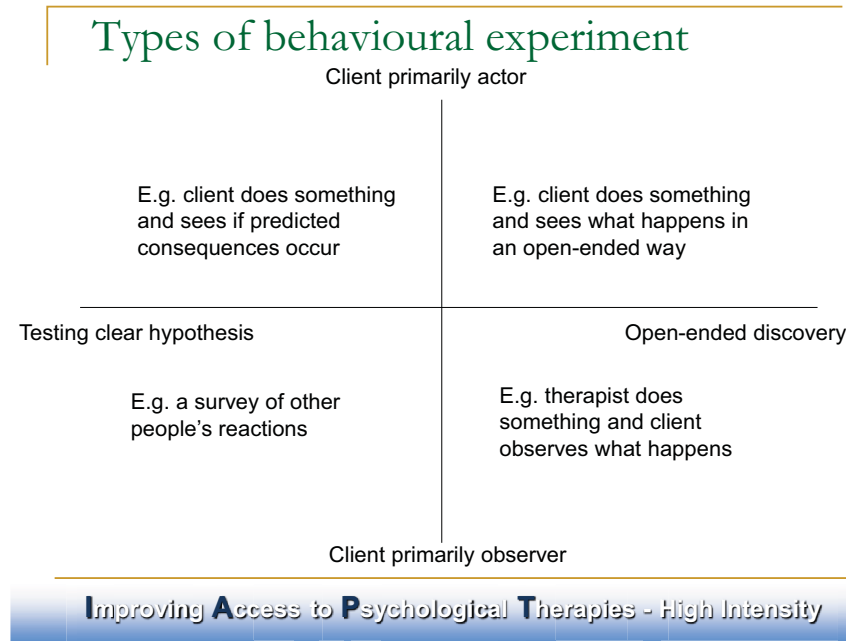 Types of behavioural experiment
Client primarily actor
E.g. client does something
and sees if predicted
consequences occur
E.g. client does something
and sees what happens in
an open-ended way
Testing clear hypothesis
Open-ended discovery
E.g. a survey of other
people's reactions
E.g. therapist does
something and client
observes what happens
Client primarily observer
Improving Access to Psychological Therapies - High Intensity